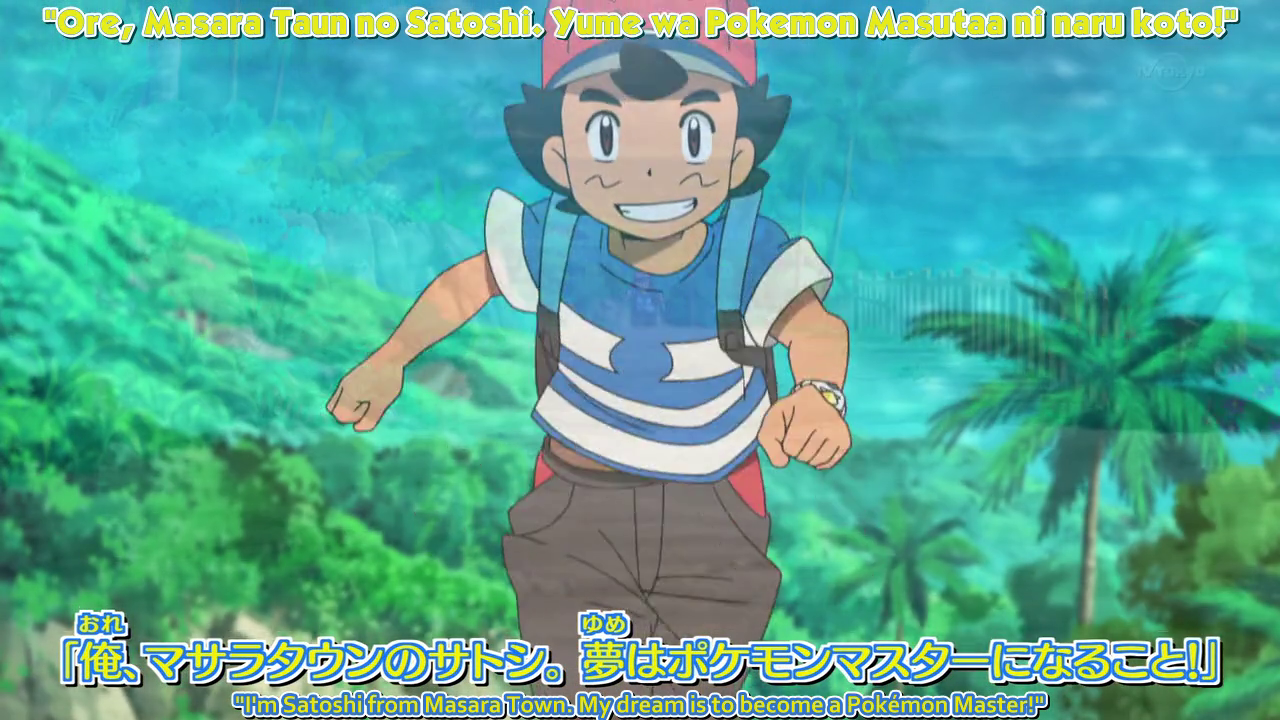 "Ore, Masara Taun no Satoshi. Yume wa Pokemon Masutaa ni naru koto!"
おれ ゆめ
「俺、マサラタウンのサトシ。夢はポケモンマスターになること!」
"I'm Satoshi from Masara Town. My dream is to become a Pokémon Master!"